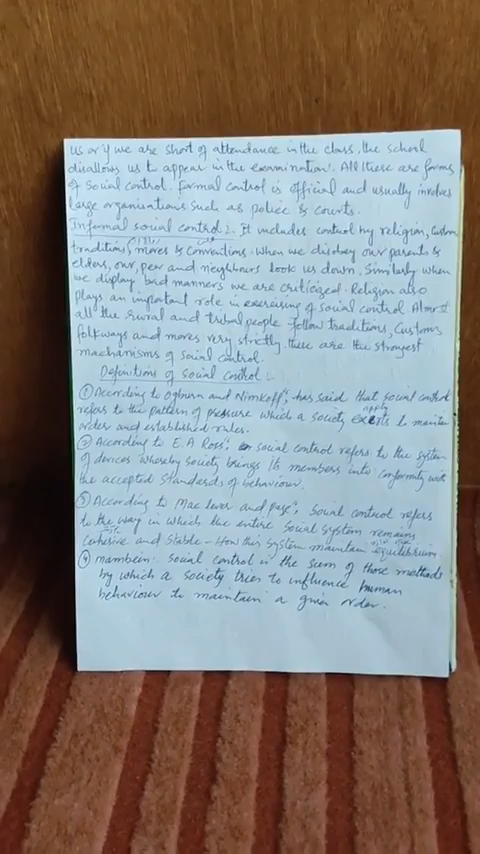 us or if we are short of attendance in the class, the school
disallows us to appear in the examination. All these are forms
of social control. Formal control is official and usually involves
large organisations such as police & courts.
Informal social control:- It includes control by religion, custom
traditions, mores & conventions. When we disobey our parents &
elders, our, peer and neighbours look us down. Similarly when
we display bad manners we are criticized. Religion also
plays an important role in exercising of social control Almost
all the rural and tribal people follow traditions, customs,
folkways and mores very strictly. these are the strongest
mechanisms of social control.
Definitions of social control:-
① According to Ogburn and Nimkoff: has said that social control
refers to the pattern of pressure which a society exerts to maintain
apply
order and established rules.
② According to E. A Ross: social control refers to the system
of devices whereby society brings its members into conformity with
the accepted standards of behaviour.
③ According to Mac Iver and page: Social control refers
to the way in which the entire social system remains
cohesive and stable - How this system maintain equilibrium.
④ mambein: social control is the sum of those methods
by which a society tries to influence human
behaviour to maintain a given order.